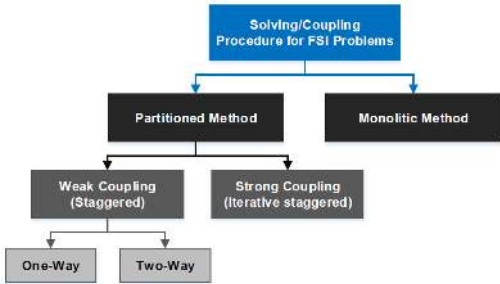 Solving/Coupling
Procedure for FSI Problems
Partitioned Method
Monolitic Method
Weak Coupling
(Staggered)
Strong Coupling
(Iterative staggered)
One-Way
Two-Way